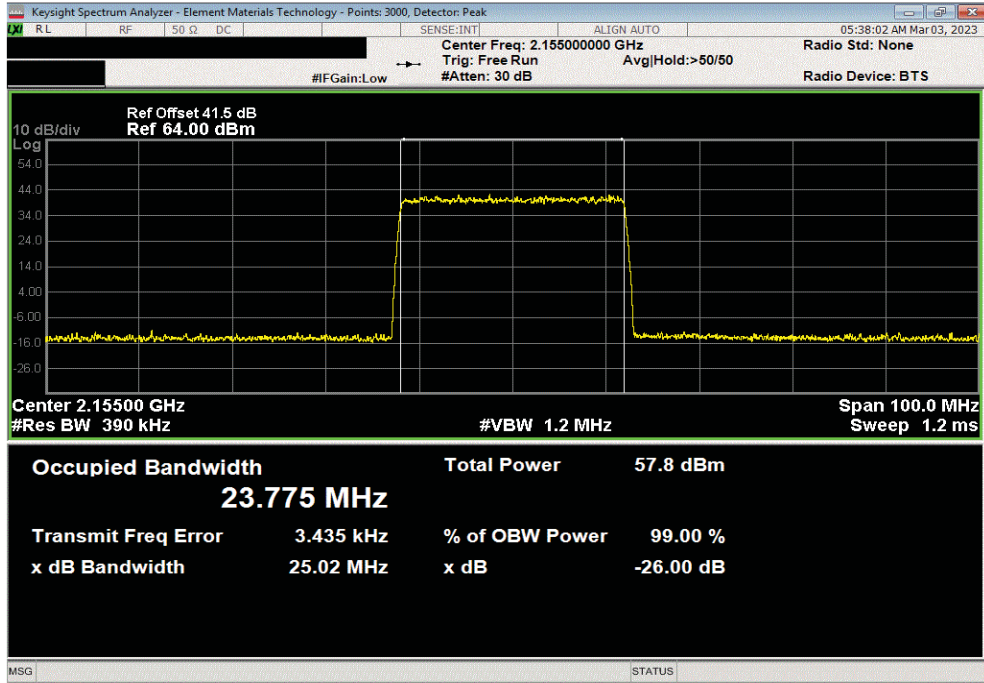 Keysight Spectrum Analyzer - Element Materials Technology - Points: 3000, Detector: Peak
LXI RL RF 50 Ω DC SENSE:INT ALIGN AUTO 05:38:02 AM Mar 03, 2023
Center Freq: 2.155000000 GHz Radio Std: None
Trig: Free Run Avg|Hold:>50/50
#IFGain:Low #Atten: 30 dB Radio Device: BTS
Ref Offset 41.5 dB
10 dB/div Ref 64.00 dBm
Log
54.0
44.0
34.0
24.0
14.0
4.00
-6.00
-16.0
-26.0
Center 2.15500 GHz Span 100.0 MHz
#Res BW 390 kHz #VBW 1.2 MHz Sweep 1.2 ms
Occupied Bandwidth Total Power 57.8 dBm
23.775 MHz
Transmit Freq Error 3.435 kHz % of OBW Power 99.00 %
x dB Bandwidth 25.02 MHz x dB -26.00 dB
MSG STATUS